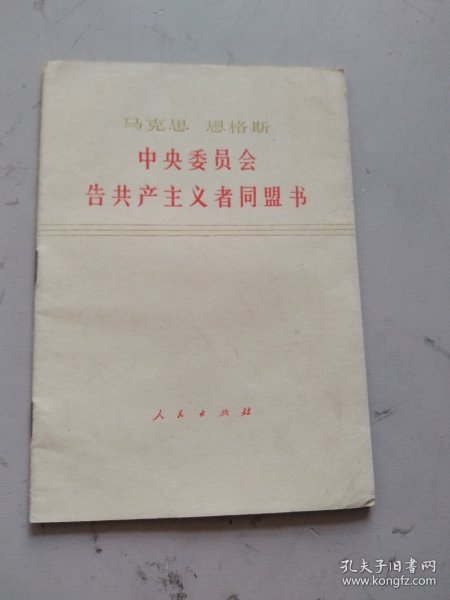 马克思 恩格斯
中央委员会
告共产主义者同盟书
人民出版社
孔夫子旧书网
www.kongfz.com